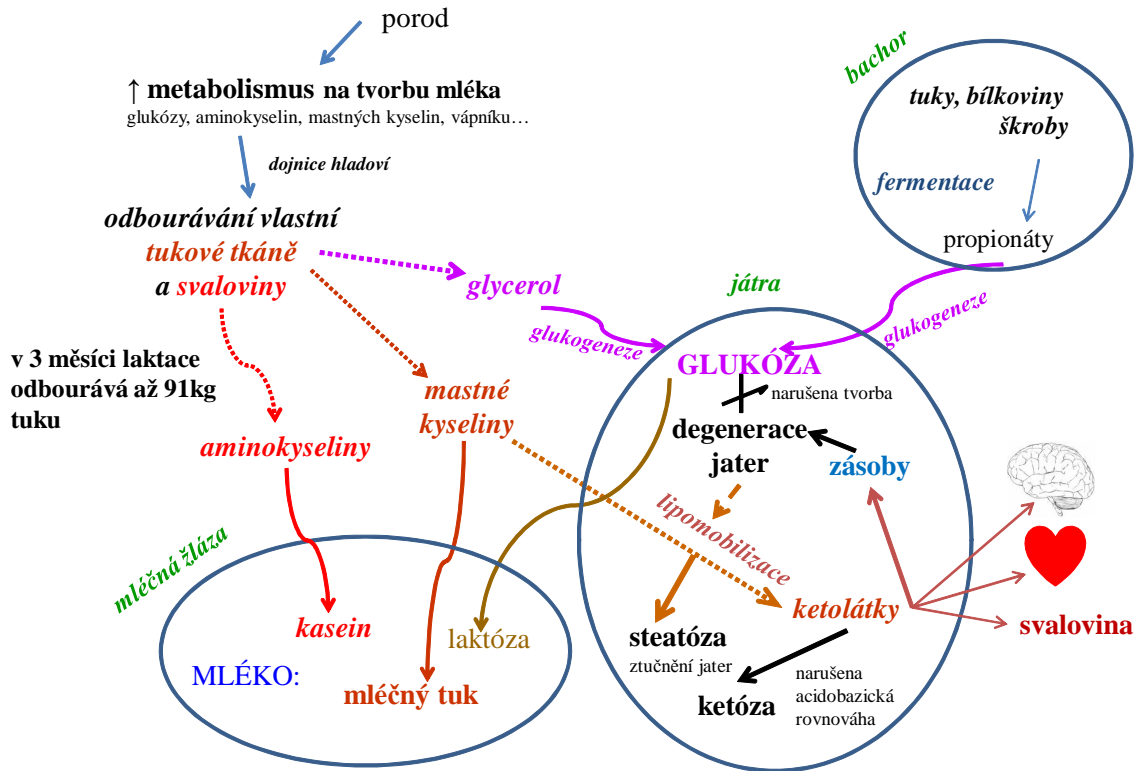 porod
↑ metabolismus na tvorbu mléka
glukózy, aminokyselin, mastných kyselin, vápníku…
dojnice hladoví
odbourávání vlastní
tukové tkáně
a svaloviny
v 3 měsíci laktace
odbourává až 91kg
tuku
glycerol
glukogeneze
mastné
kyseliny
aminokyseliny
bachor
tuky, bílkoviny
škroby
fermentace
propionáty
glukogeneze
játra
GLUKÓZA
narušena tvorba
degenerace
jater
zásoby
lipomobilizace
ketolátky
svalovina
steatóza
ztučnění jater
ketóza
narušena
acidobazická
rovnováha
mléčná žláza
kasein
laktóza
MLÉKO:
mléčný tuk